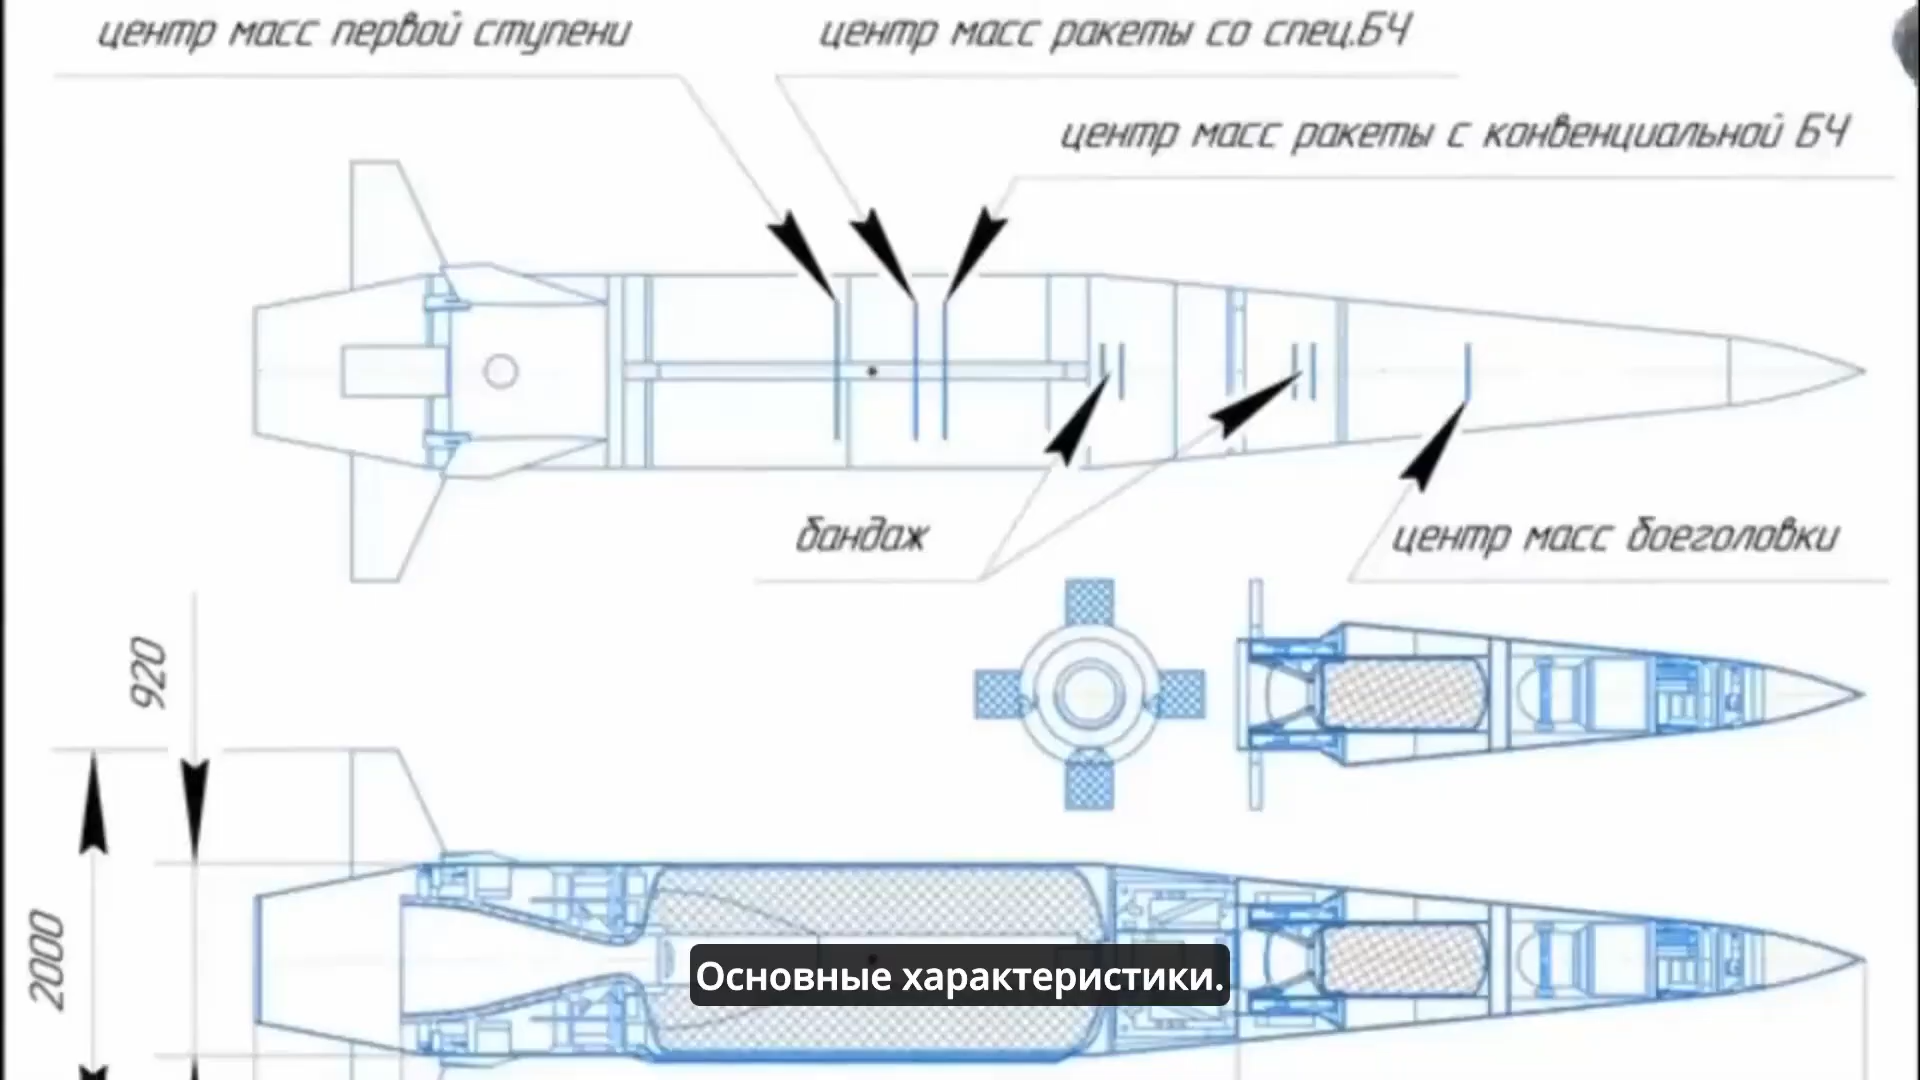 центр масс первой ступени
центр масс ракеты со спец.БЧ
центр масс ракеты с конвенциальной БЧ
бандаж
центр масс боеголовки
920
2000
Основные характеристики.